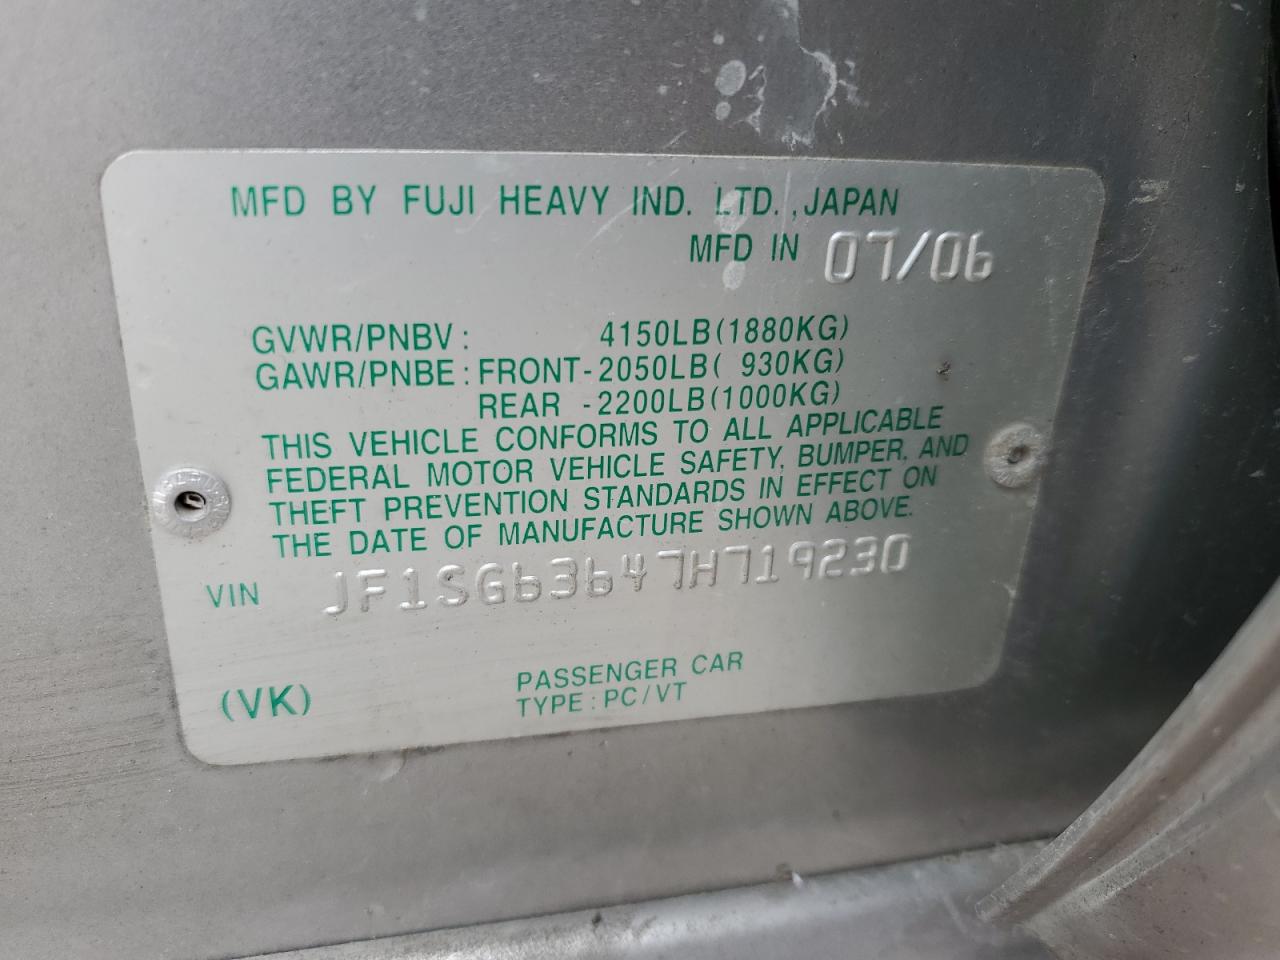 MFD BY FUJI HEAVY IND. LTD., JAPAN
MFD IN 07/06
GVWR/PNBV: 4150LB(1880KG)
GAWR/PNBE: FRONT-2050LB( 930KG)
REAR -2200LB(1000KG)
THIS VEHICLE CONFORMS TO ALL APPLICABLE
FEDERAL MOTOR VEHICLE SAFETY, BUMPER, AND
THEFT PREVENTION STANDARDS IN EFFECT ON
THE DATE OF MANUFACTURE SHOWN ABOVE.
VIN JF1SG63647H719230
PASSENGER CAR
(VK) TYPE: PC/VT